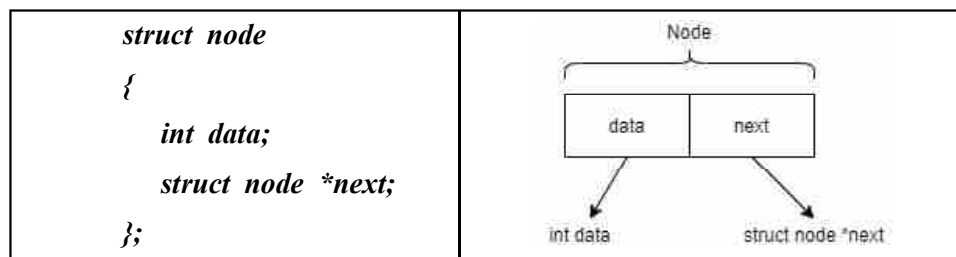 struct node
{
int data;
struct node *next;
};
Node
data next
int data struct node *next